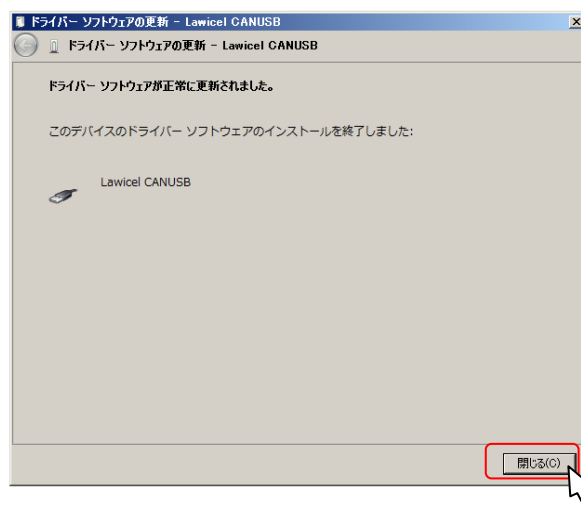 ドライバー ソフトウェアの更新 - Lawicel CANUSB
ドライバー ソフトウェアの更新 - Lawicel CANUSB
ドライバー ソフトウェアが正常に更新されました。
このデバイスのドライバー ソフトウェアのインストールを終了しました:
Lawicel CANUSB
閉じる(C)